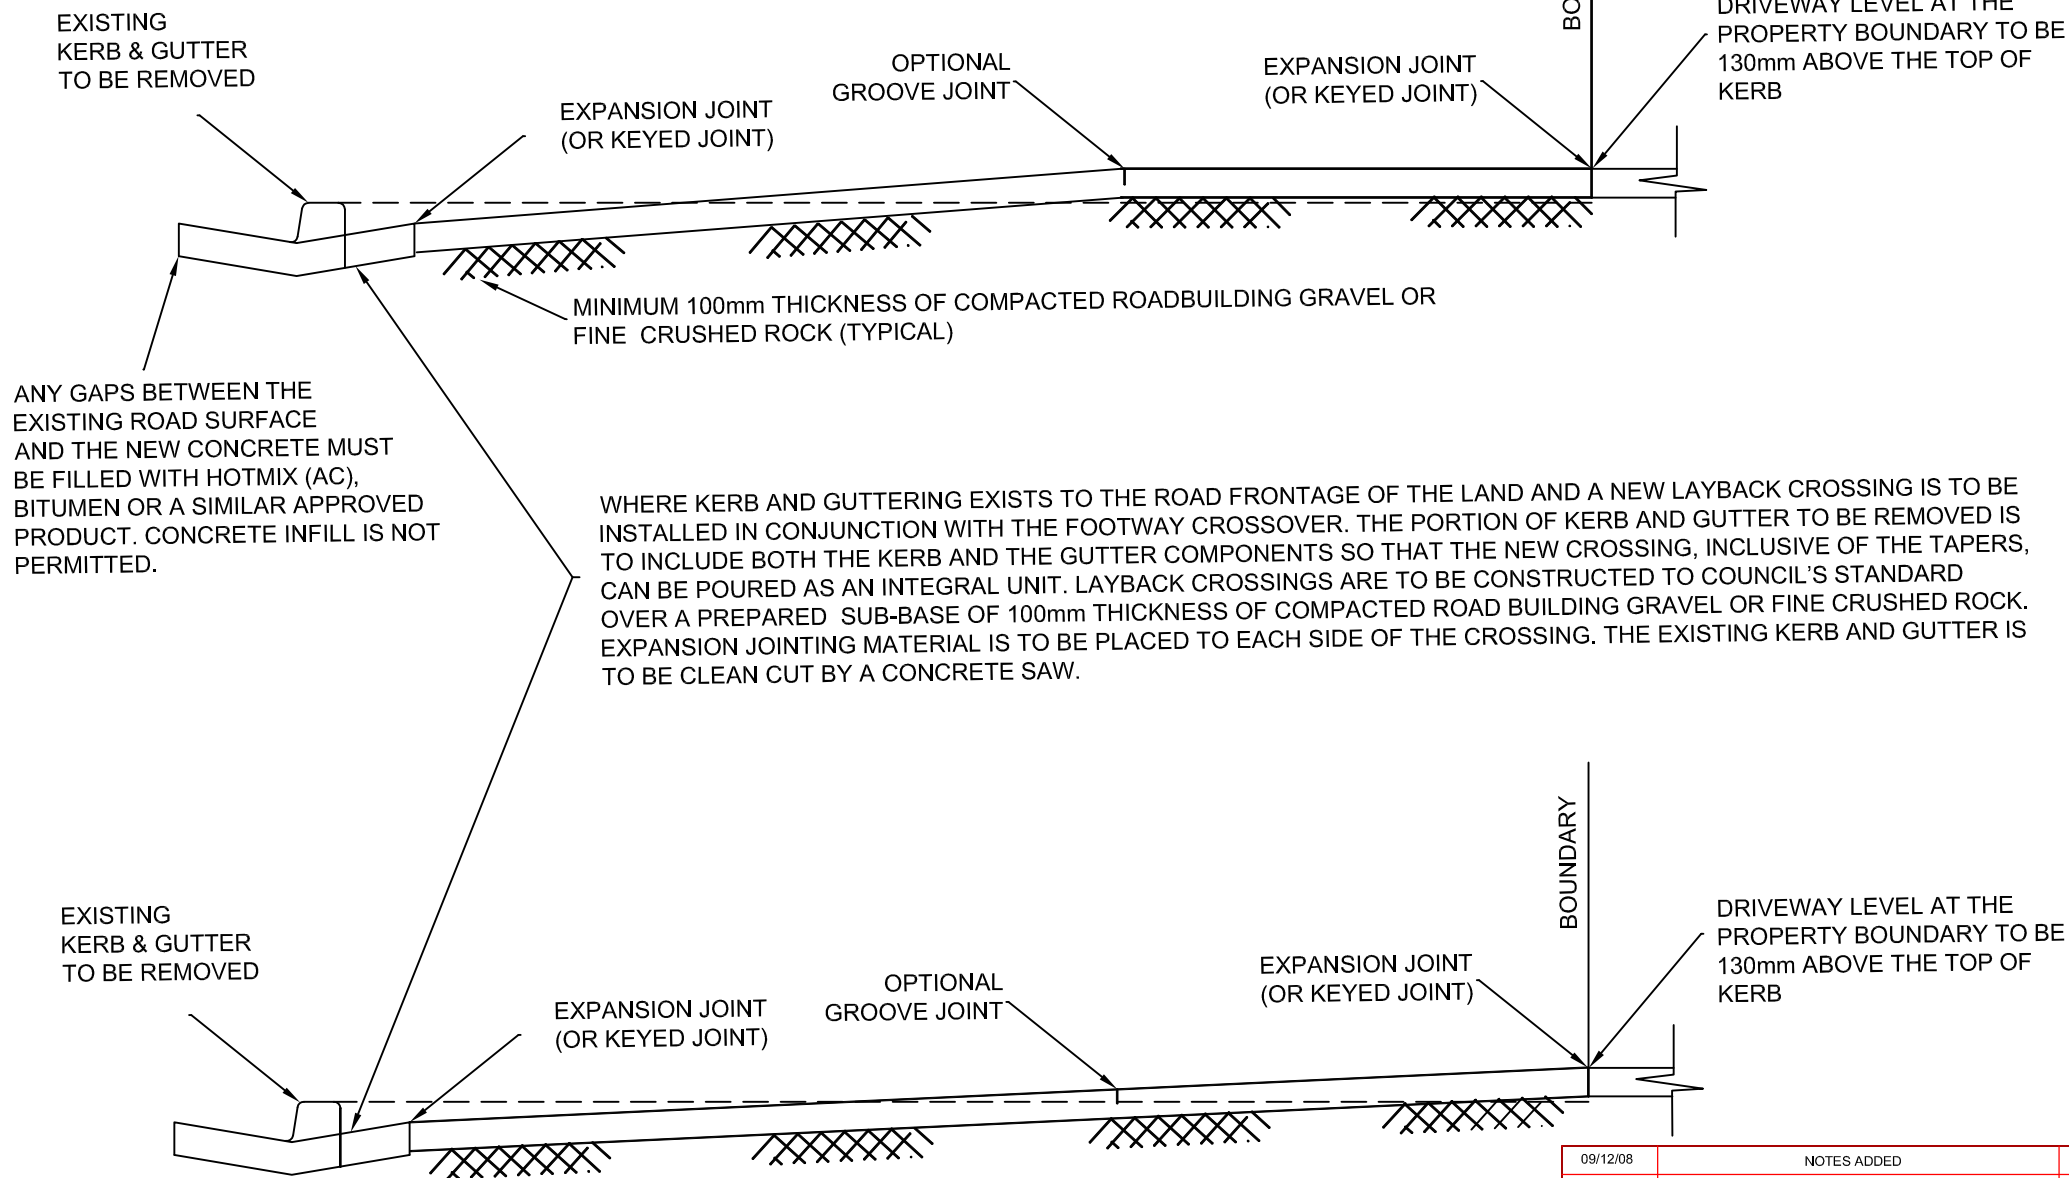 EXISTING
KERB & GUTTER
TO BE REMOVED
EXPANSION JOINT
(OR KEYED JOINT)
OPTIONAL
GROOVE JOINT
EXPANSION JOINT
(OR KEYED JOINT)
BO
DRIVEWAY LEVEL AT THE
PROPERTY BOUNDARY TO BE
130mm ABOVE THE TOP OF
KERB
MINIMUM 100mm THICKNESS OF COMPACTED ROADBUILDING GRAVEL OR
FINE CRUSHED ROCK (TYPICAL)
ANY GAPS BETWEEN THE
EXISTING ROAD SURFACE
AND THE NEW CONCRETE MUST
BE FILLED WITH HOTMIX (AC),
BITUMEN OR A SIMILAR APPROVED
PRODUCT. CONCRETE INFILL IS NOT
PERMITTED.
WHERE KERB AND GUTTERING EXISTS TO THE ROAD FRONTAGE OF THE LAND AND A NEW LAYBACK CROSSING IS TO BE
INSTALLED IN CONJUNCTION WITH THE FOOTWAY CROSSOVER. THE PORTION OF KERB AND GUTTER TO BE REMOVED IS
TO INCLUDE BOTH THE KERB AND THE GUTTER COMPONENTS SO THAT THE NEW CROSSING, INCLUSIVE OF THE TAPERS,
CAN BE POURED AS AN INTEGRAL UNIT. LAYBACK CROSSINGS ARE TO BE CONSTRUCTED TO COUNCIL'S STANDARD
OVER A PREPARED SUB-BASE OF 100mm THICKNESS OF COMPACTED ROAD BUILDING GRAVEL OR FINE CRUSHED ROCK.
EXPANSION JOINTING MATERIAL IS TO BE PLACED TO EACH SIDE OF THE CROSSING. THE EXISTING KERB AND GUTTER IS
TO BE CLEAN CUT BY A CONCRETE SAW.
EXISTING
KERB & GUTTER
TO BE REMOVED
EXPANSION JOINT
(OR KEYED JOINT)
OPTIONAL
GROOVE JOINT
EXPANSION JOINT
(OR KEYED JOINT)
BOUNDARY
DRIVEWAY LEVEL AT THE
PROPERTY BOUNDARY TO BE
130mm ABOVE THE TOP OF
KERB
09/12/08
NOTES ADDED